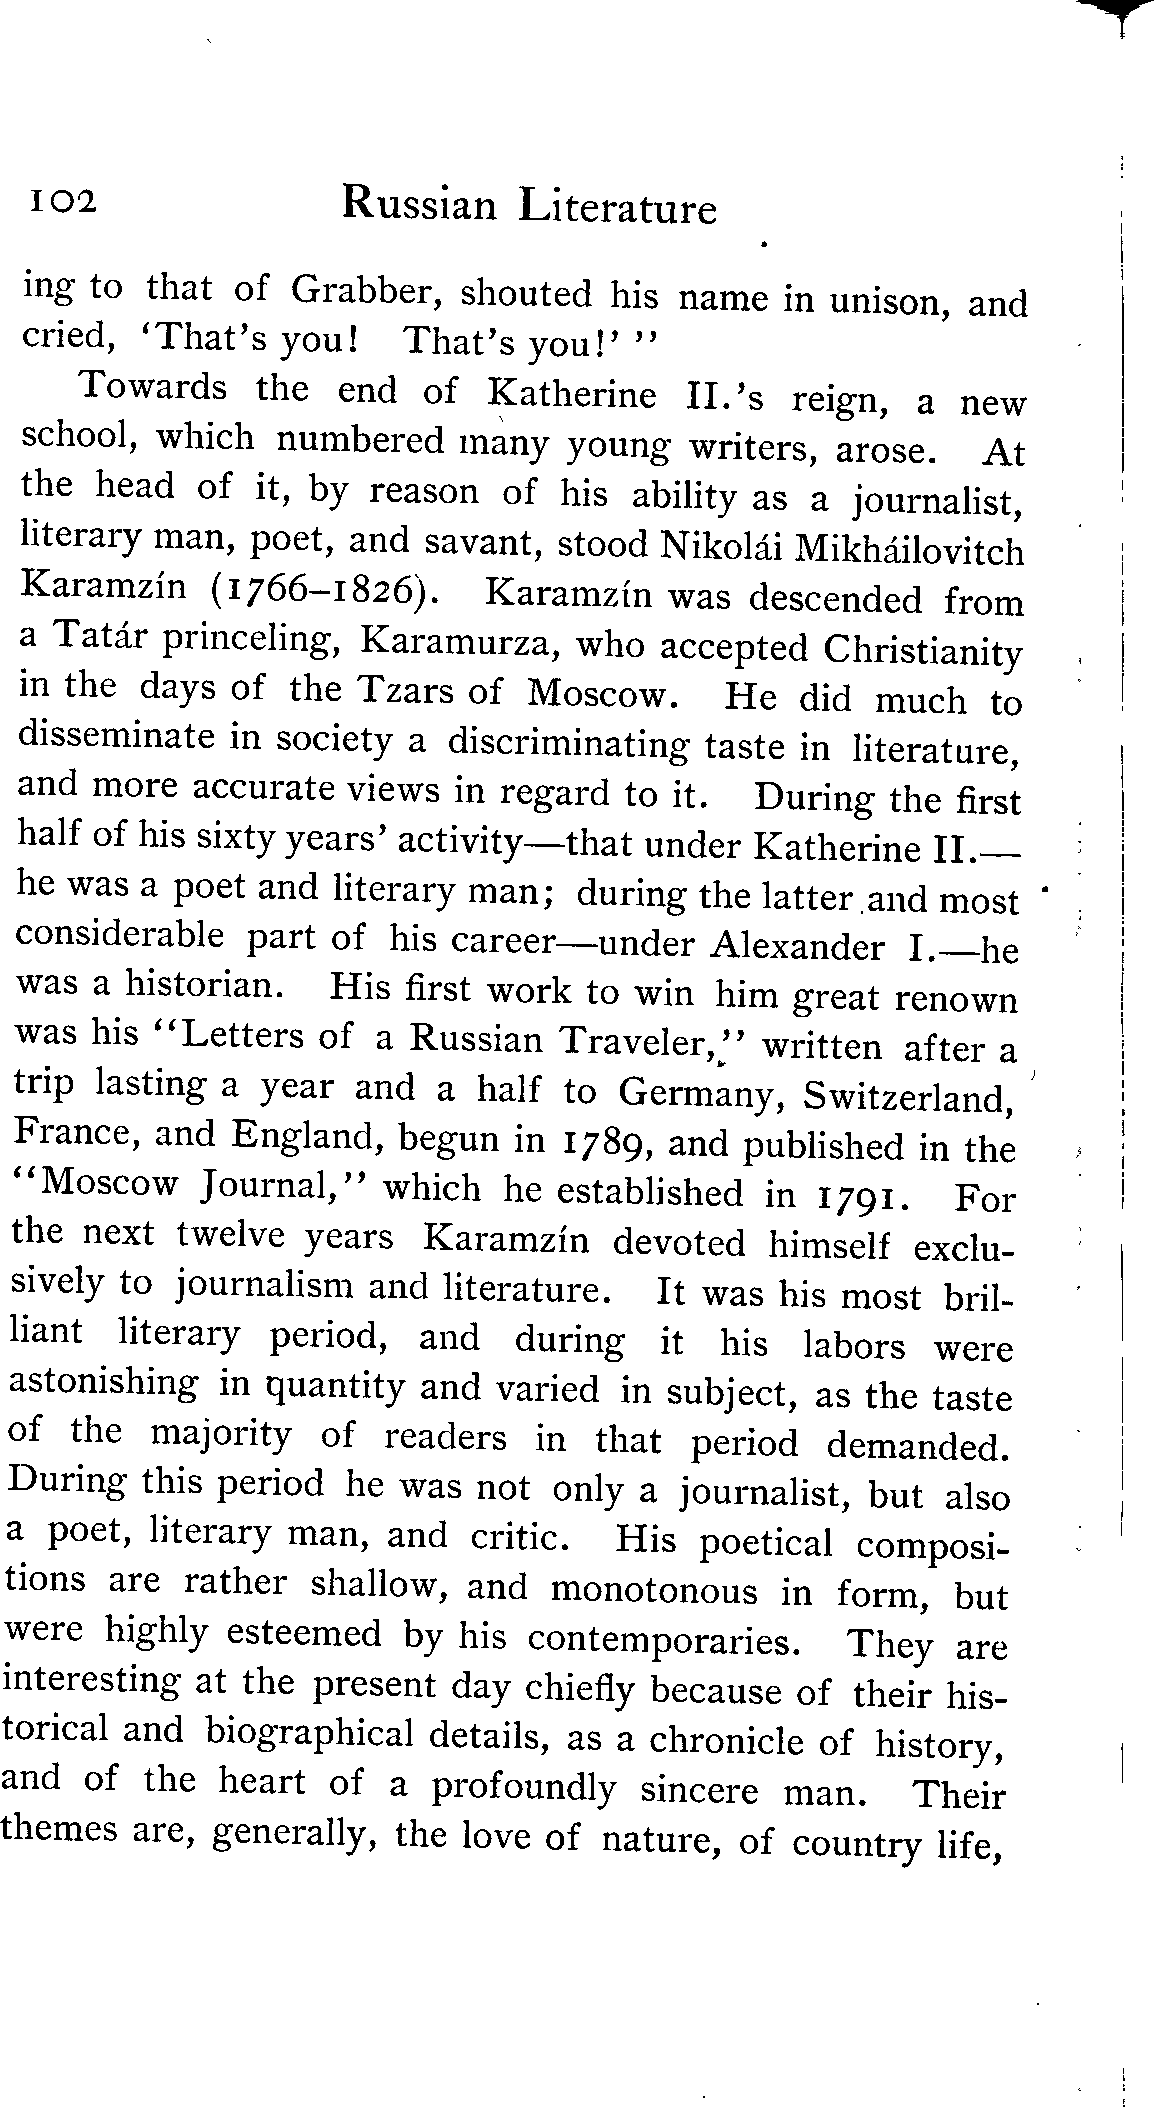 102 Russian Literature
ing to that of Grabber, shouted his name in unison, and
cried, ‘That’s you! That’s you!’ ”
Towards the end of Katherine II.’s reign, a new
school, which numbered many young writers, arose. At
the head of it, by reason of his ability as a journalist,
literary man, poet, and savant, stood Nikolái Mikháilovitch
Karamzín (1766–1826). Karamzín was descended from
a Tatár princeling, Karamurza, who accepted Christianity
in the days of the Tzars of Moscow. He did much to
disseminate in society a discriminating taste in literature,
and more accurate views in regard to it. During the first
half of his sixty years’ activity—that under Katherine II.—
he was a poet and literary man; during the latter and most
considerable part of his career—under Alexander I.—he
was a historian. His first work to win him great renown
was his “Letters of a Russian Traveler,” written after a
trip lasting a year and a half to Germany, Switzerland,
France, and England, begun in 1789, and published in the
“Moscow Journal,” which he established in 1791. For
the next twelve years Karamzín devoted himself exclu-
sively to journalism and literature. It was his most bril-
liant literary period, and during it his labors were
astonishing in quantity and varied in subject, as the taste
of the majority of readers in that period demanded.
During this period he was not only a journalist, but also
a poet, literary man, and critic. His poetical composi-
tions are rather shallow, and monotonous in form, but
were highly esteemed by his contemporaries. They are
interesting at the present day chiefly because of their his-
torical and biographical details, as a chronicle of history,
and of the heart of a profoundly sincere man. Their
themes are, generally, the love of nature, of country life,